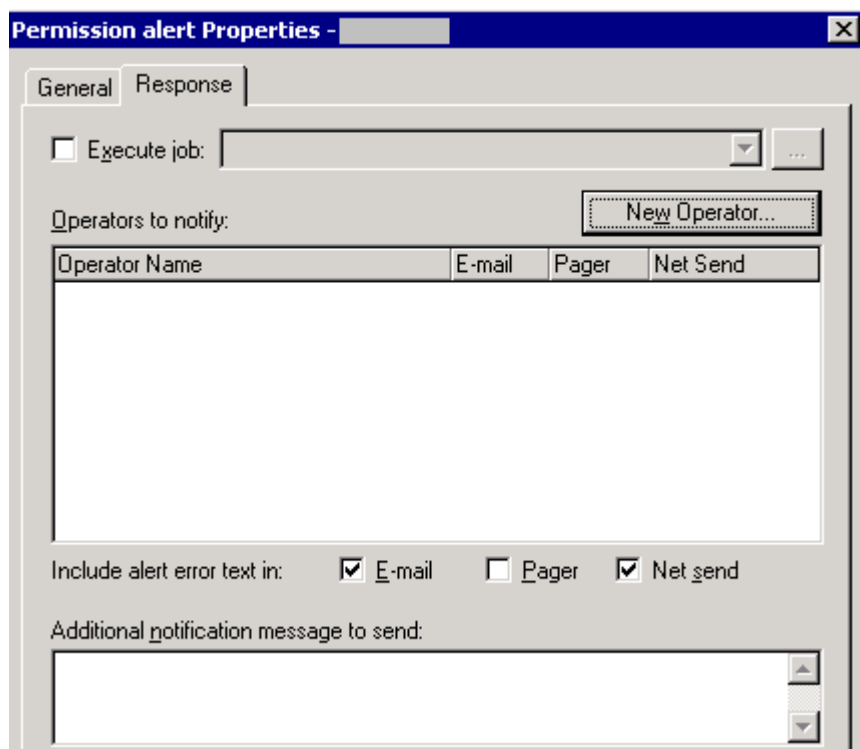 Permission alert Properties -
General Response
Execute job: ...
New Operator...
Operators to notify:
Operator Name E-mail Pager Net Send
Include alert error text in: E-mail Pager Net send
Additional notification message to send: